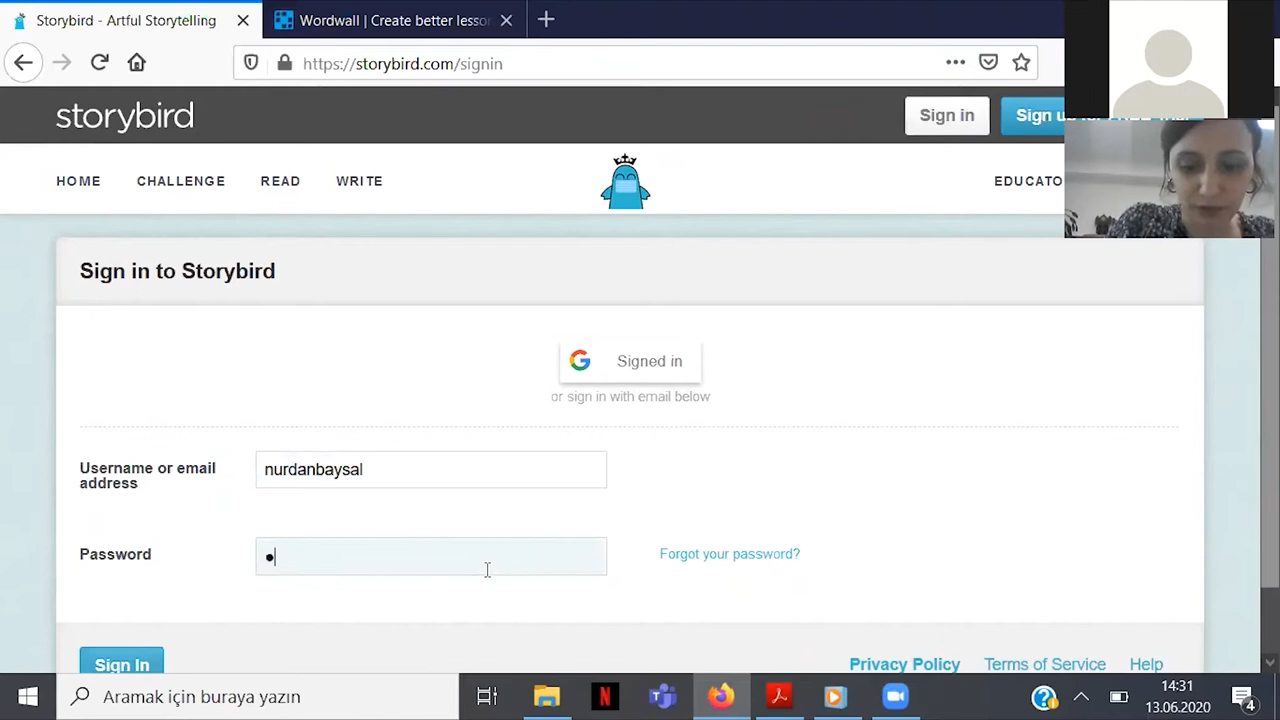 Storybird - Artful Storytelling
Wordwall | Create better lesso
https://storybird.com/signin
storybird
Sign in
Sign u
HOME
CHALLENGE
READ
WRITE
EDUCATO
Sign in to Storybird
Signed in
or sign in with email below
Username or email
address
nurdanbaysal
Password
Forgot your password?
Sign In
Privacy Policy
Terms of Service
Help
Aramak için buraya yazın
14:31
13.06.2020
4